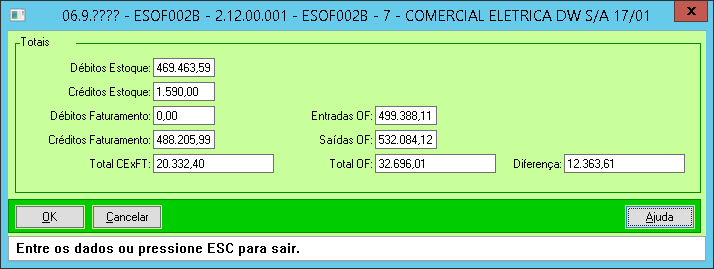 06.9.???? - ESOF002B - 2.12.00.001 - ESOF002B - 7 - COMERCIAL ELETRICA DW S/A 17/01 X
Totais
Débitos Estoque: 469.463,59
Créditos Estoque: 1.590,00
Débitos Faturamento: 0,00 Entradas OF: 499.388,11
Créditos Faturamento: 488.205,99 Saídas OF: 532.084,12
Total CExFT: 20.332,40 Total OF: 32.696,01 Diferença: 12.363,61
OK Cancelar Ajuda
Entre os dados ou pressione ESC para sair.